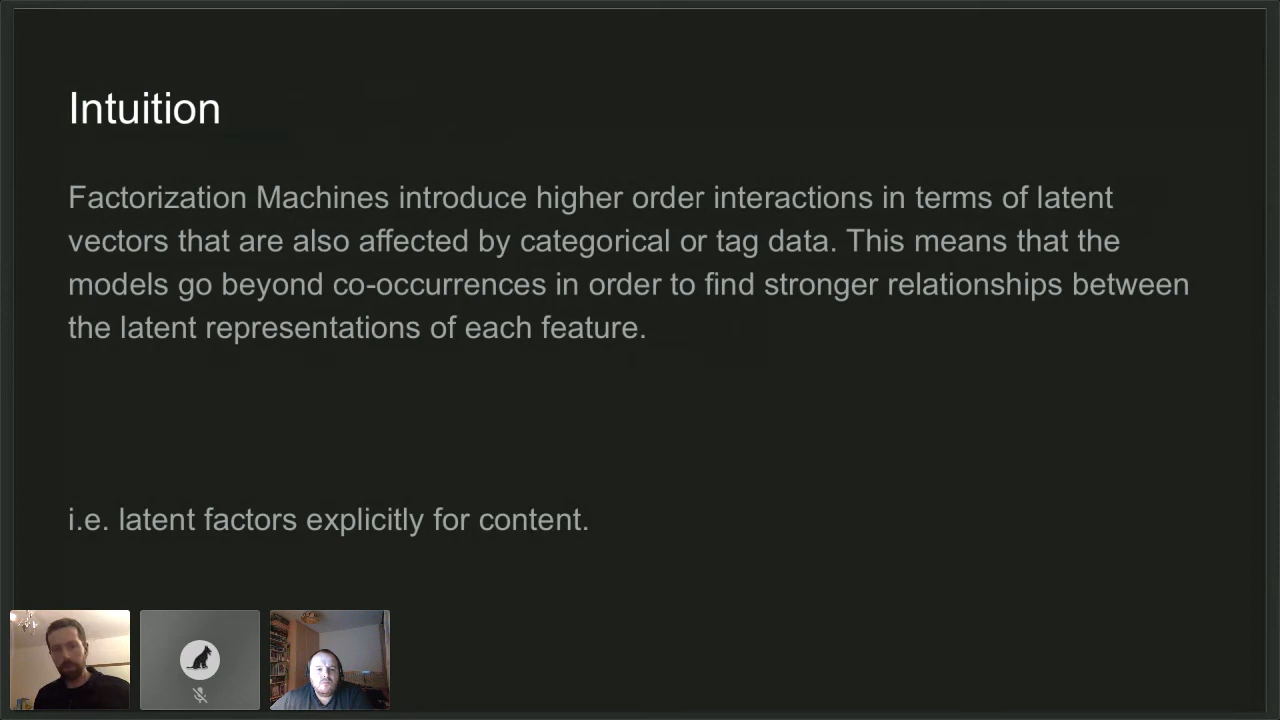 Intuition
Factorization Machines introduce higher order interactions in terms of latent
vectors that are also affected by categorical or tag data. This means that the
models go beyond co-occurrences in order to find stronger relationships between
the latent representations of each feature.
i.e. latent factors explicitly for content.